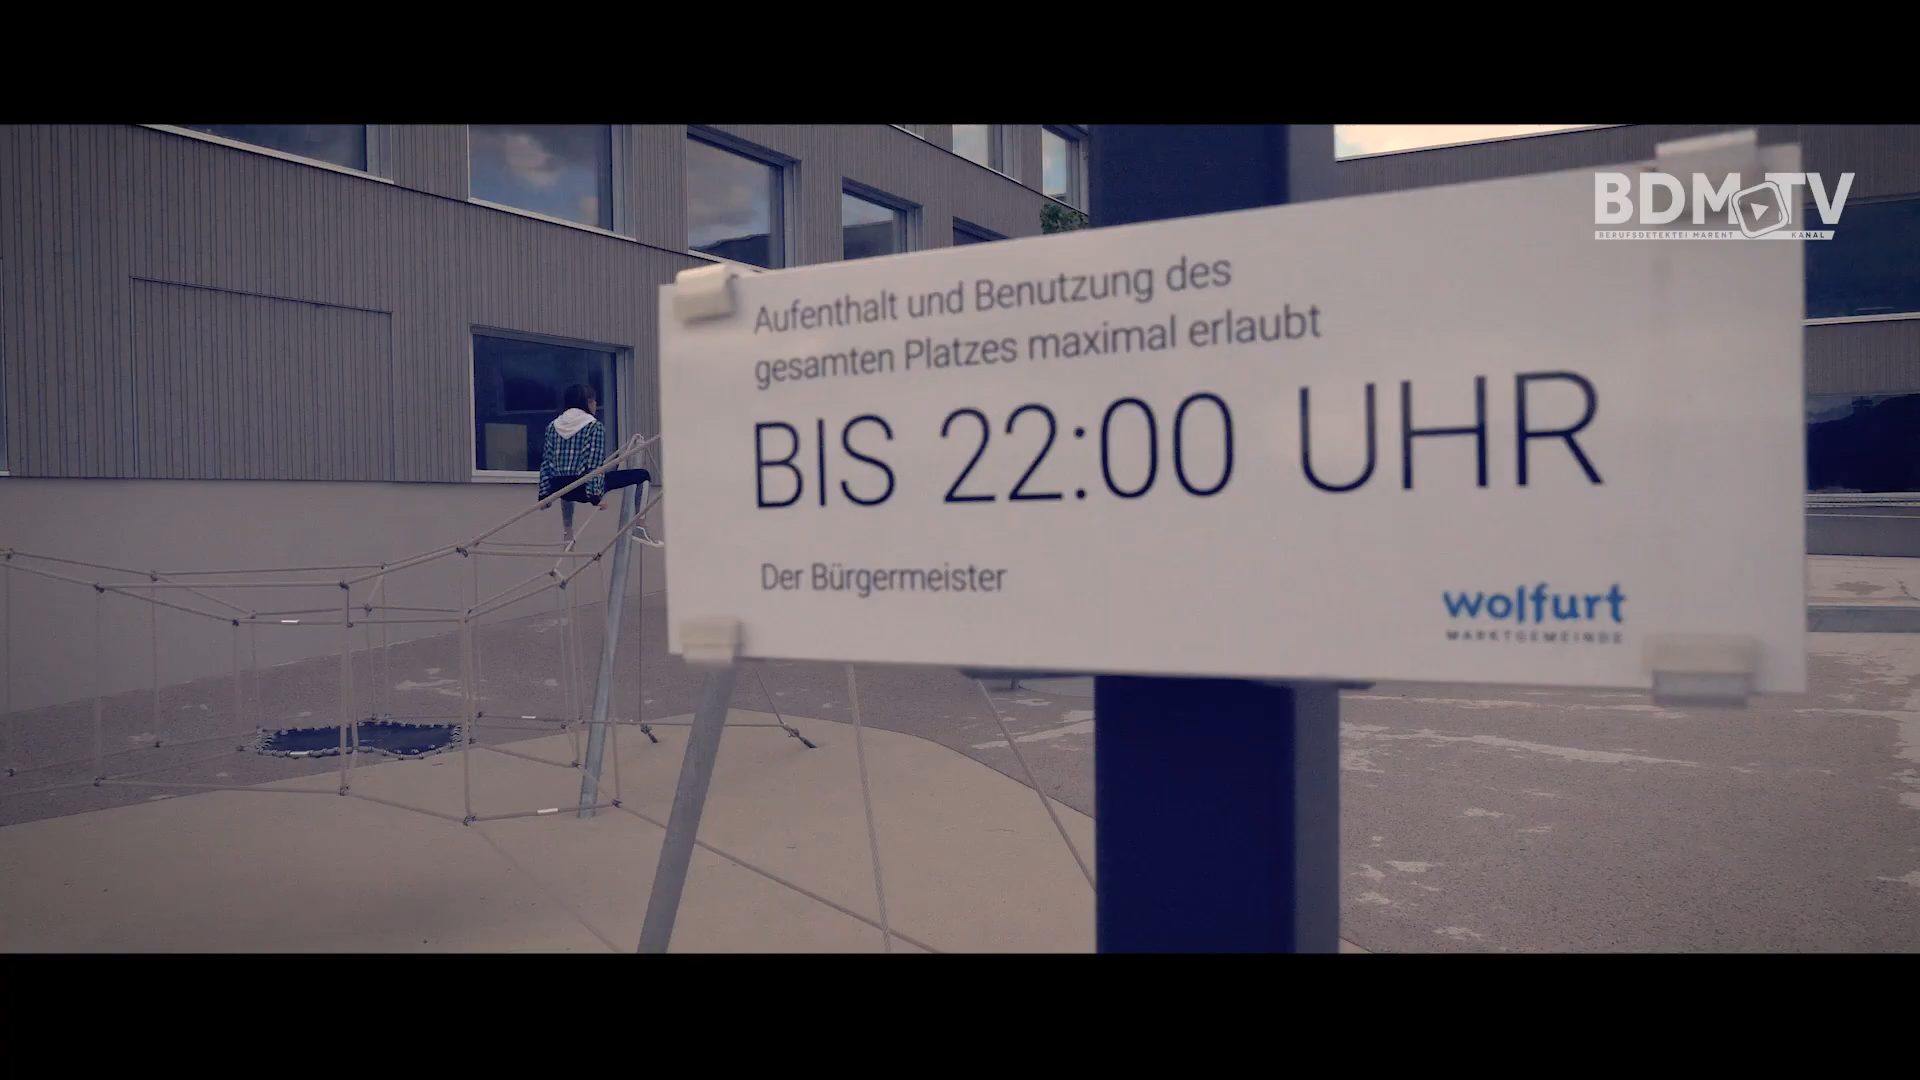 BDM TV
BERUFSDETEKTEI MARENT KANAL
Aufenthalt und Benutzung des
gesamten Platzes maximal erlaubt
BIS 22:00 UHR
Der Bürgermeister
wolfurt
MARKTGEMEINDE